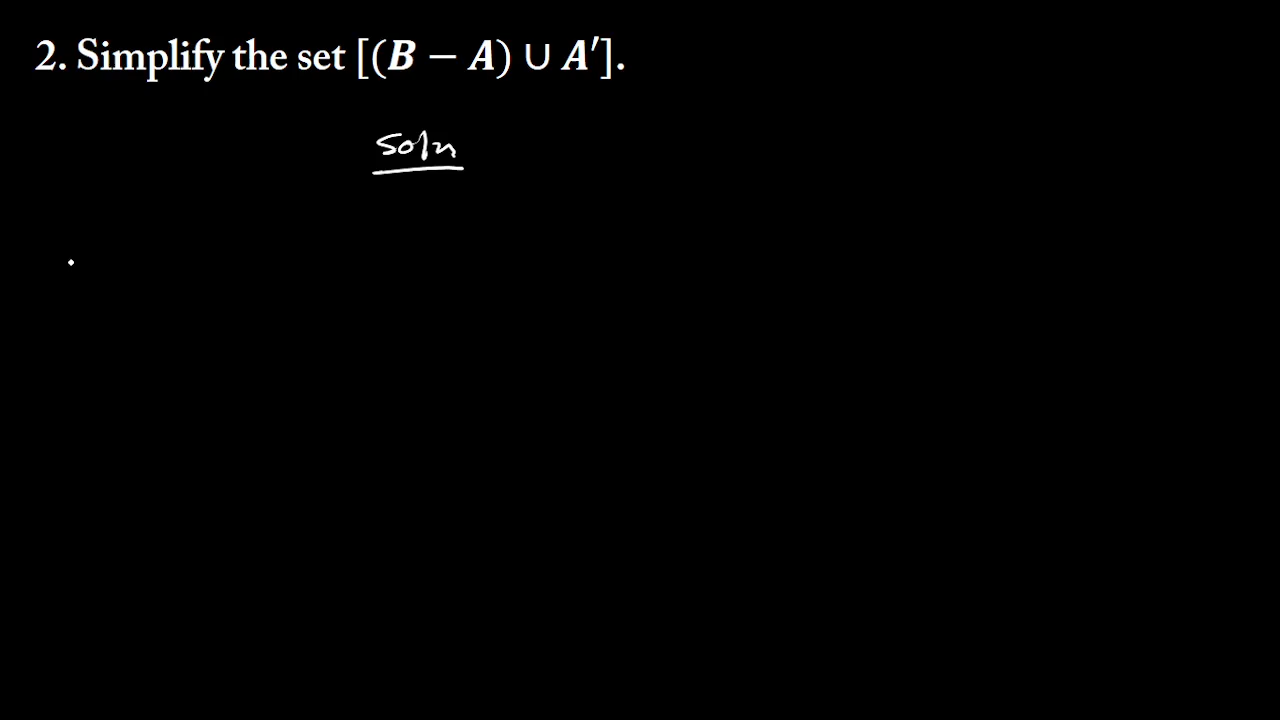 2. Simplify the set [(B − A) ∪ A′].
Soln